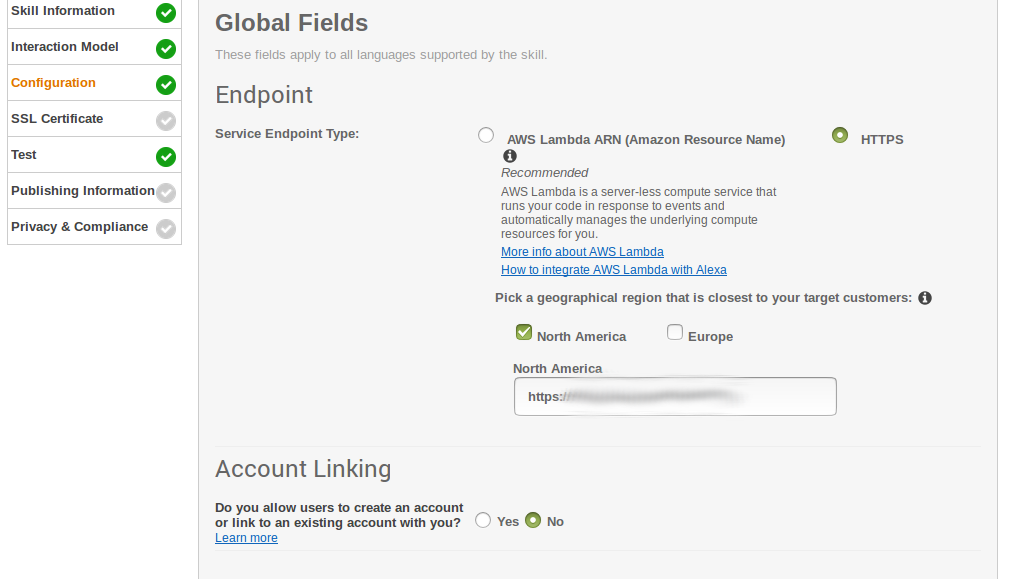 Skill Information
Interaction Model
Configuration
SSL Certificate
Test
Publishing Information
Privacy & Compliance
Global Fields
These fields apply to all languages supported by the skill.
Endpoint
Service Endpoint Type:
AWS Lambda ARN (Amazon Resource Name)
HTTPS
Recommended
AWS Lambda is a server-less compute service that
runs your code in response to events and
automatically manages the underlying compute
resources for you.
More info about AWS Lambda
How to integrate AWS Lambda with Alexa
Pick a geographical region that is closest to your target customers:
North America
Europe
North America
https://
Account Linking
Do you allow users to create an account
or link to an existing account with you?
Yes
No
Learn more